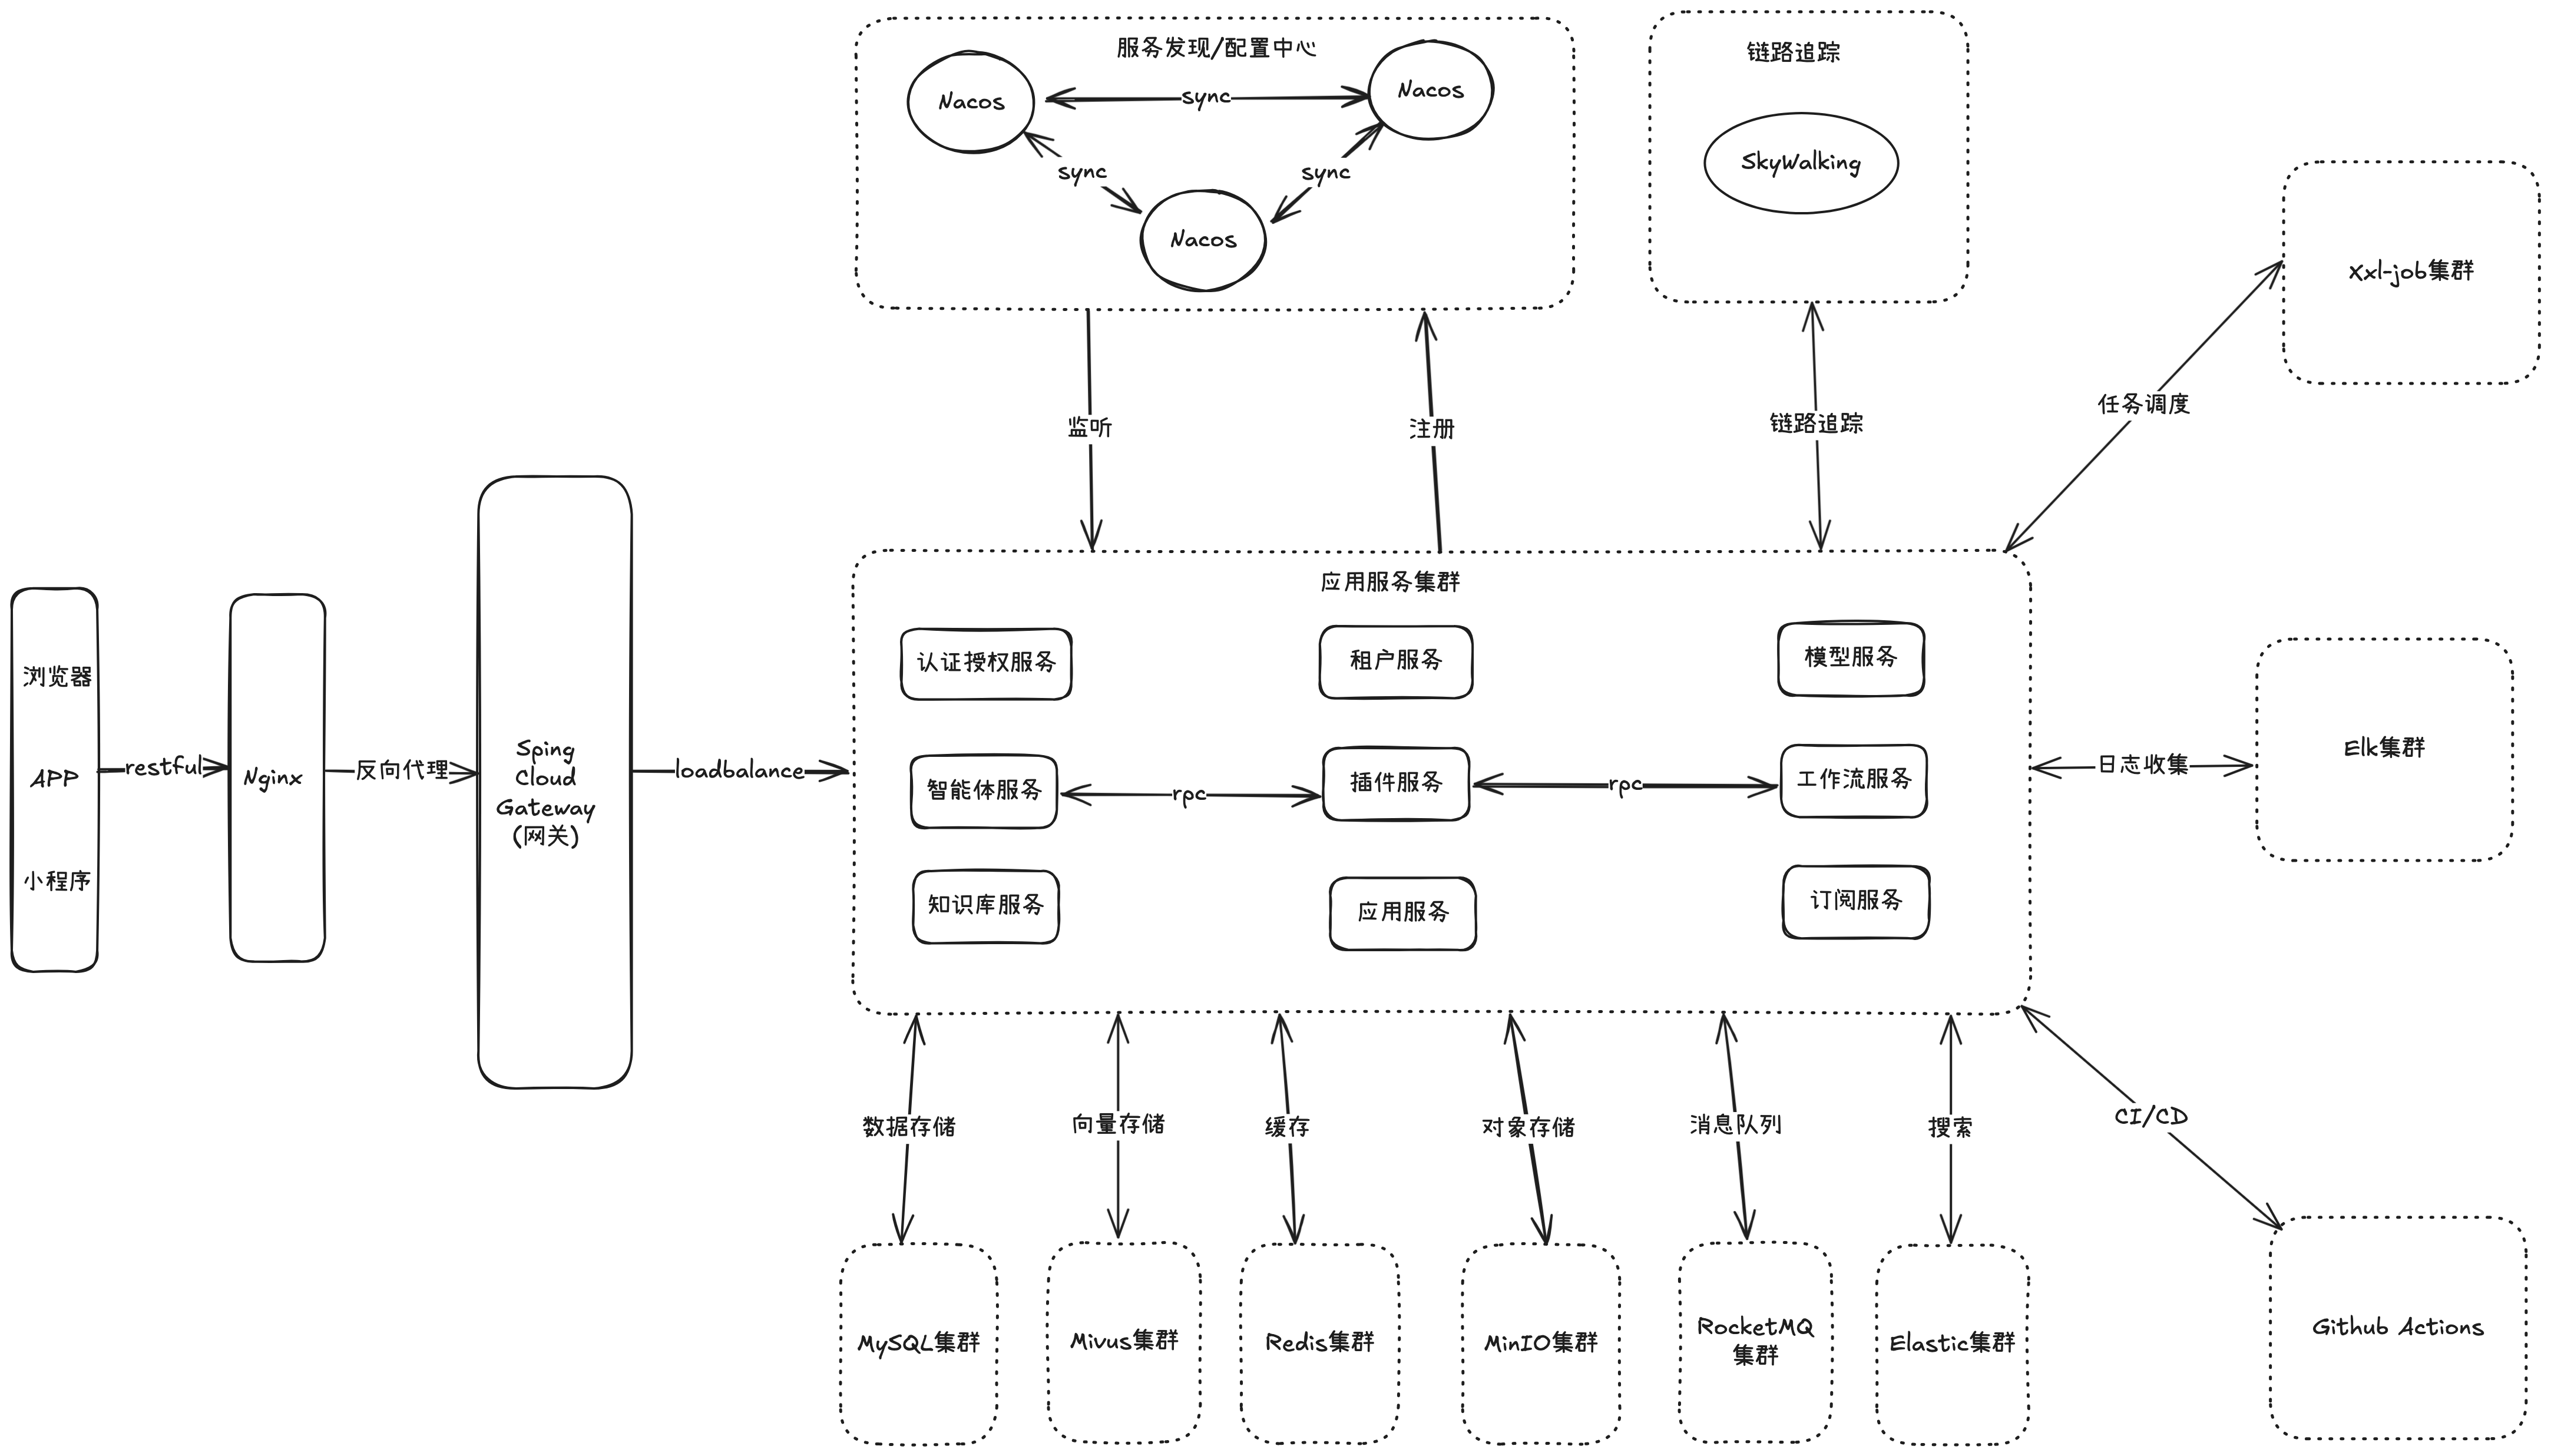 服务发现/配置中心
Nacos
sync
Nacos
sync
sync
Nacos
链路追踪
SkyWalking
Xxl-job集群
监听
注册
链路追踪
任务调度
浏览器
APP
小程序
restful
Nginx
反向代理
Sping
Cloud
Gateway
(网关)
loadbalance
应用服务集群
认证授权服务
租户服务
模型服务
智能体服务
rpc
插件服务
rpc
工作流服务
知识库服务
应用服务
订阅服务
日志收集
Elk集群
数据存储
向量存储
缓存
对象存储
消息队列
搜索
CI/CD
MySQL集群
Mivus集群
Redis集群
MinIO集群
RocketMQ
集群
Elastic集群
Github Actions